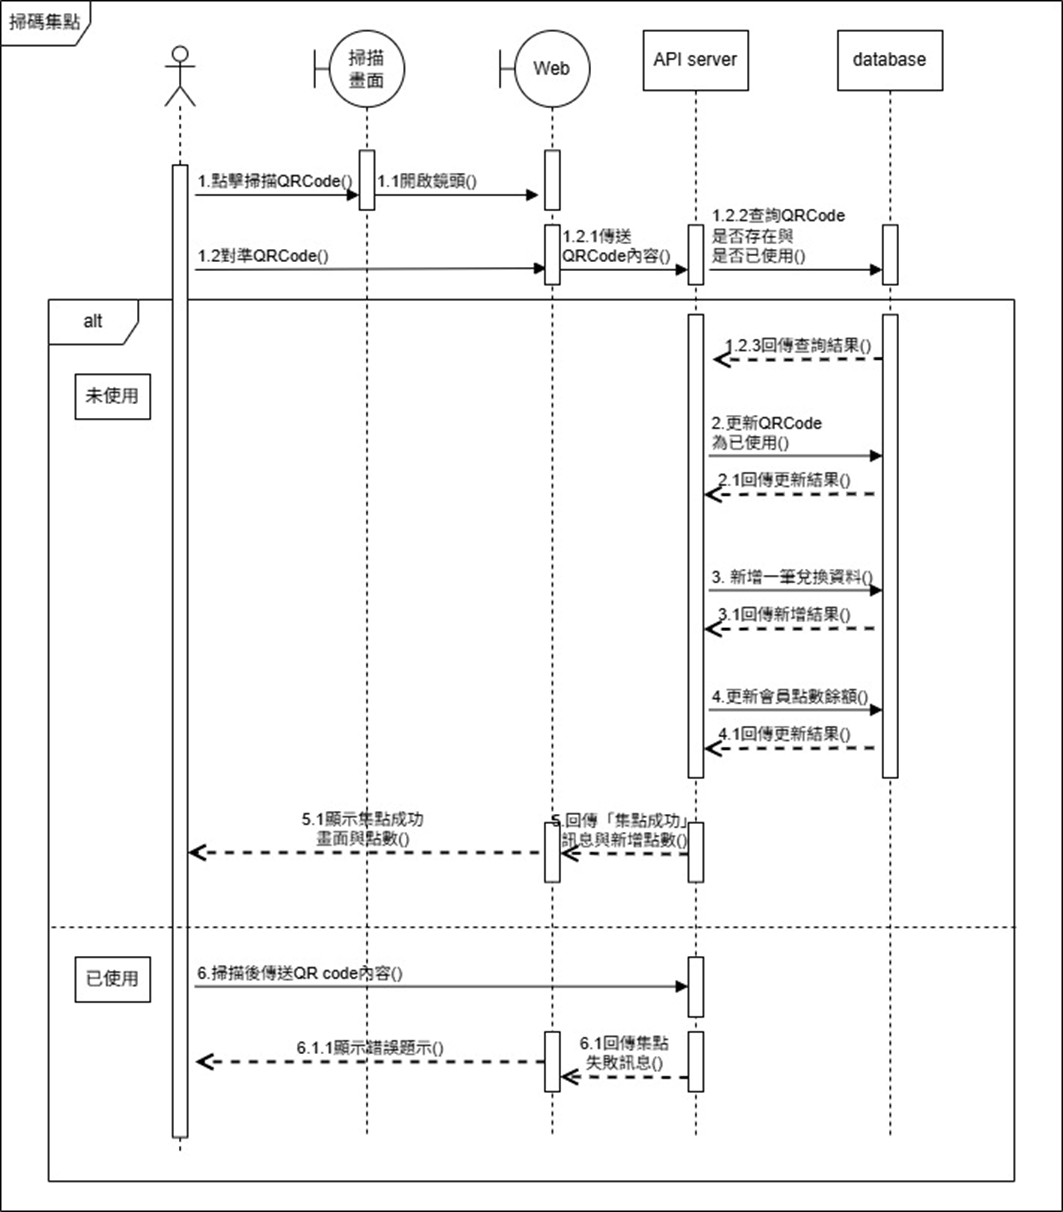 掃碼集點
掃描
畫面
Web
API server
database
1.點擊掃描QRCode()
1.1開啟鏡頭()
1.2對準QRCode()
1.2.1傳送
QRCode內容()
1.2.2查詢QRCode
是否存在與
是否已使用()
alt
未使用
1.2.3回傳查詢結果()
2.更新QRCode
為已使用()
2.1回傳更新結果()
3. 新增一筆兌換資料()
3.1回傳新增結果()
4.更新會員點數餘額()
4.1回傳更新結果()
5.回傳「集點成功」
訊息與新增點數()
5.1顯示集點成功
畫面與點數()
已使用
6.掃描後傳送QR code內容()
6.1回傳集點
失敗訊息()
6.1.1顯示錯誤題示()